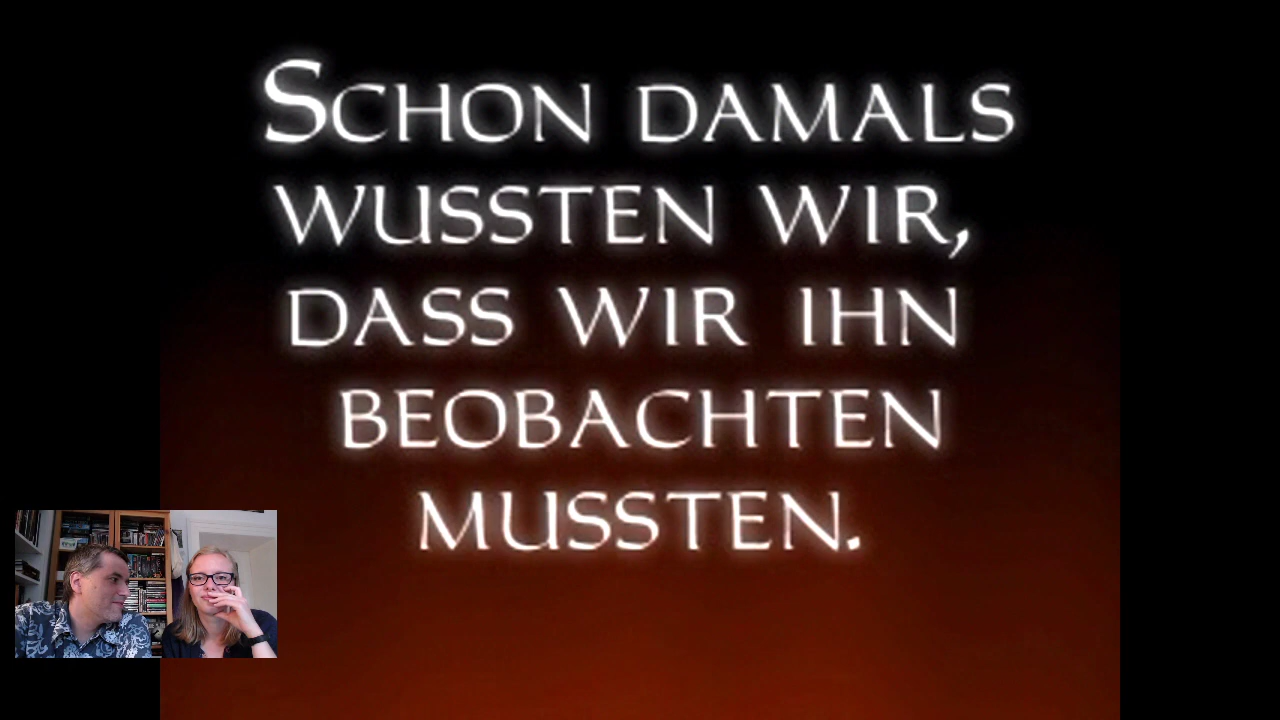 Schon damals
wussten wir,
dass wir ihn
beobachten
mussten.